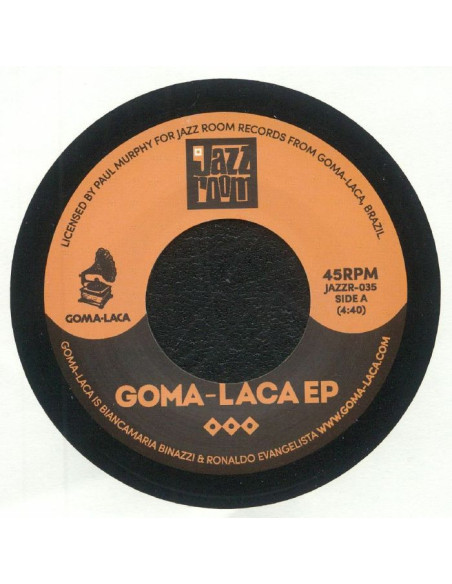 LICENSED BY PAUL MURPHY FOR JAZZ ROOM RECORDS FROM GOMA-LACA, BRAZIL
Jazz
room
GOMA-LACA
45RPM
JAZZR-035
SIDE A
(4:40)
GOMA-LACA EP
GOMA-LACA IS BIANCAMARIA BINAZZI & RONALDO EVANGELISTA WWW.GOMA-LACA.COM